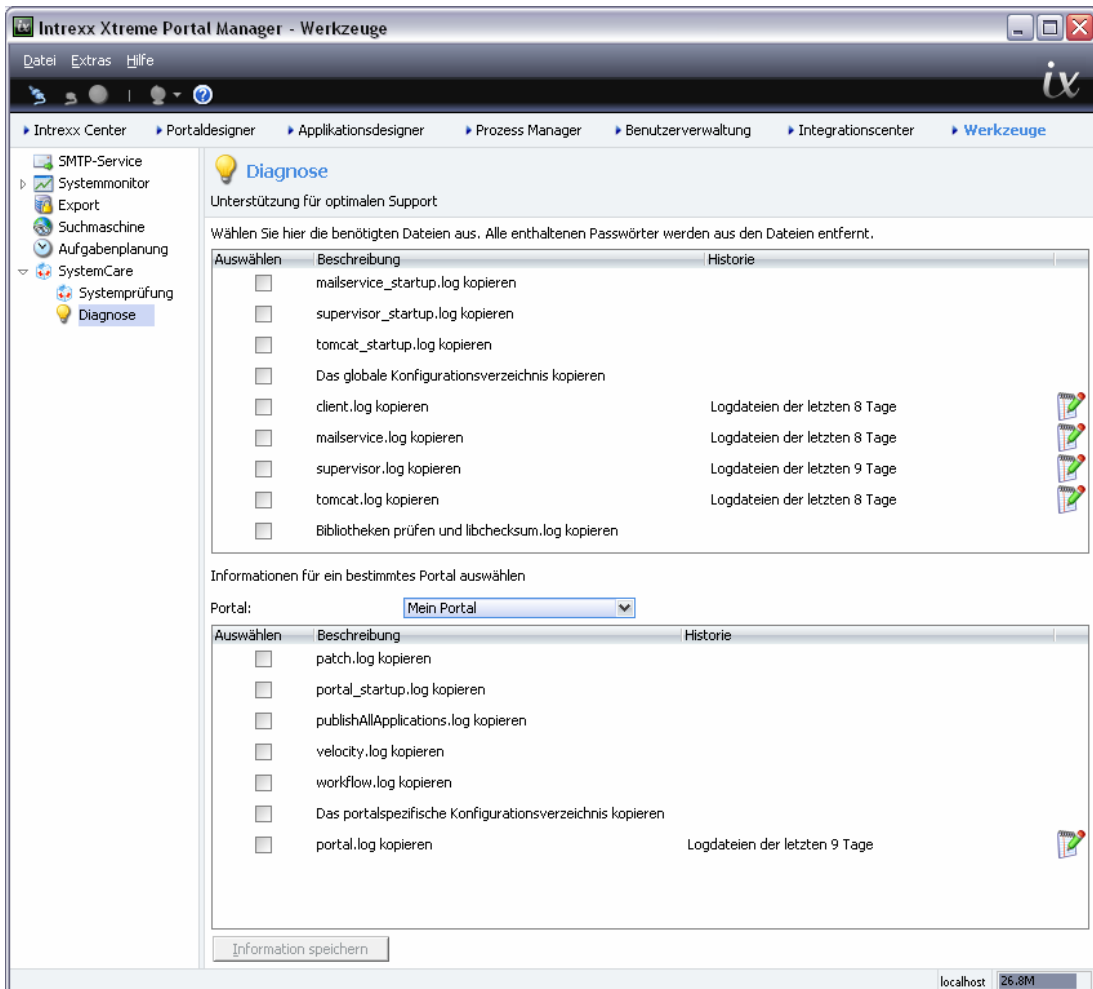 Intrexx Xtreme Portal Manager - Werkzeuge
Datei Extras Hilfe
ix
Intrexx Center Portaldesigner Applikationsdesigner Prozess Manager Benutzerverwaltung Integrationscenter Werkzeuge
SMTP-Service
Systemmonitor
Export
Suchmaschine
Aufgabenplanung
SystemCare
Systemprüfung
Diagnose
Diagnose
Unterstützung für optimalen Support
Wählen Sie hier die benötigten Dateien aus. Alle enthaltenen Passwörter werden aus den Dateien entfernt.
Auswählen Beschreibung Historie
mailservice_startup.log kopieren
supervisor_startup.log kopieren
tomcat_startup.log kopieren
Das globale Konfigurationsverzeichnis kopieren
client.log kopieren Logdateien der letzten 8 Tage
mailservice.log kopieren Logdateien der letzten 8 Tage
supervisor.log kopieren Logdateien der letzten 9 Tage
tomcat.log kopieren Logdateien der letzten 8 Tage
Bibliotheken prüfen und libchecksum.log kopieren
Informationen für ein bestimmtes Portal auswählen
Portal: Mein Portal
Auswählen Beschreibung Historie
patch.log kopieren
portal_startup.log kopieren
publishAllApplications.log kopieren
velocity.log kopieren
workflow.log kopieren
Das portalspezifische Konfigurationsverzeichnis kopieren
portal.log kopieren Logdateien der letzten 9 Tage
Information speichern
localhost 26.8M